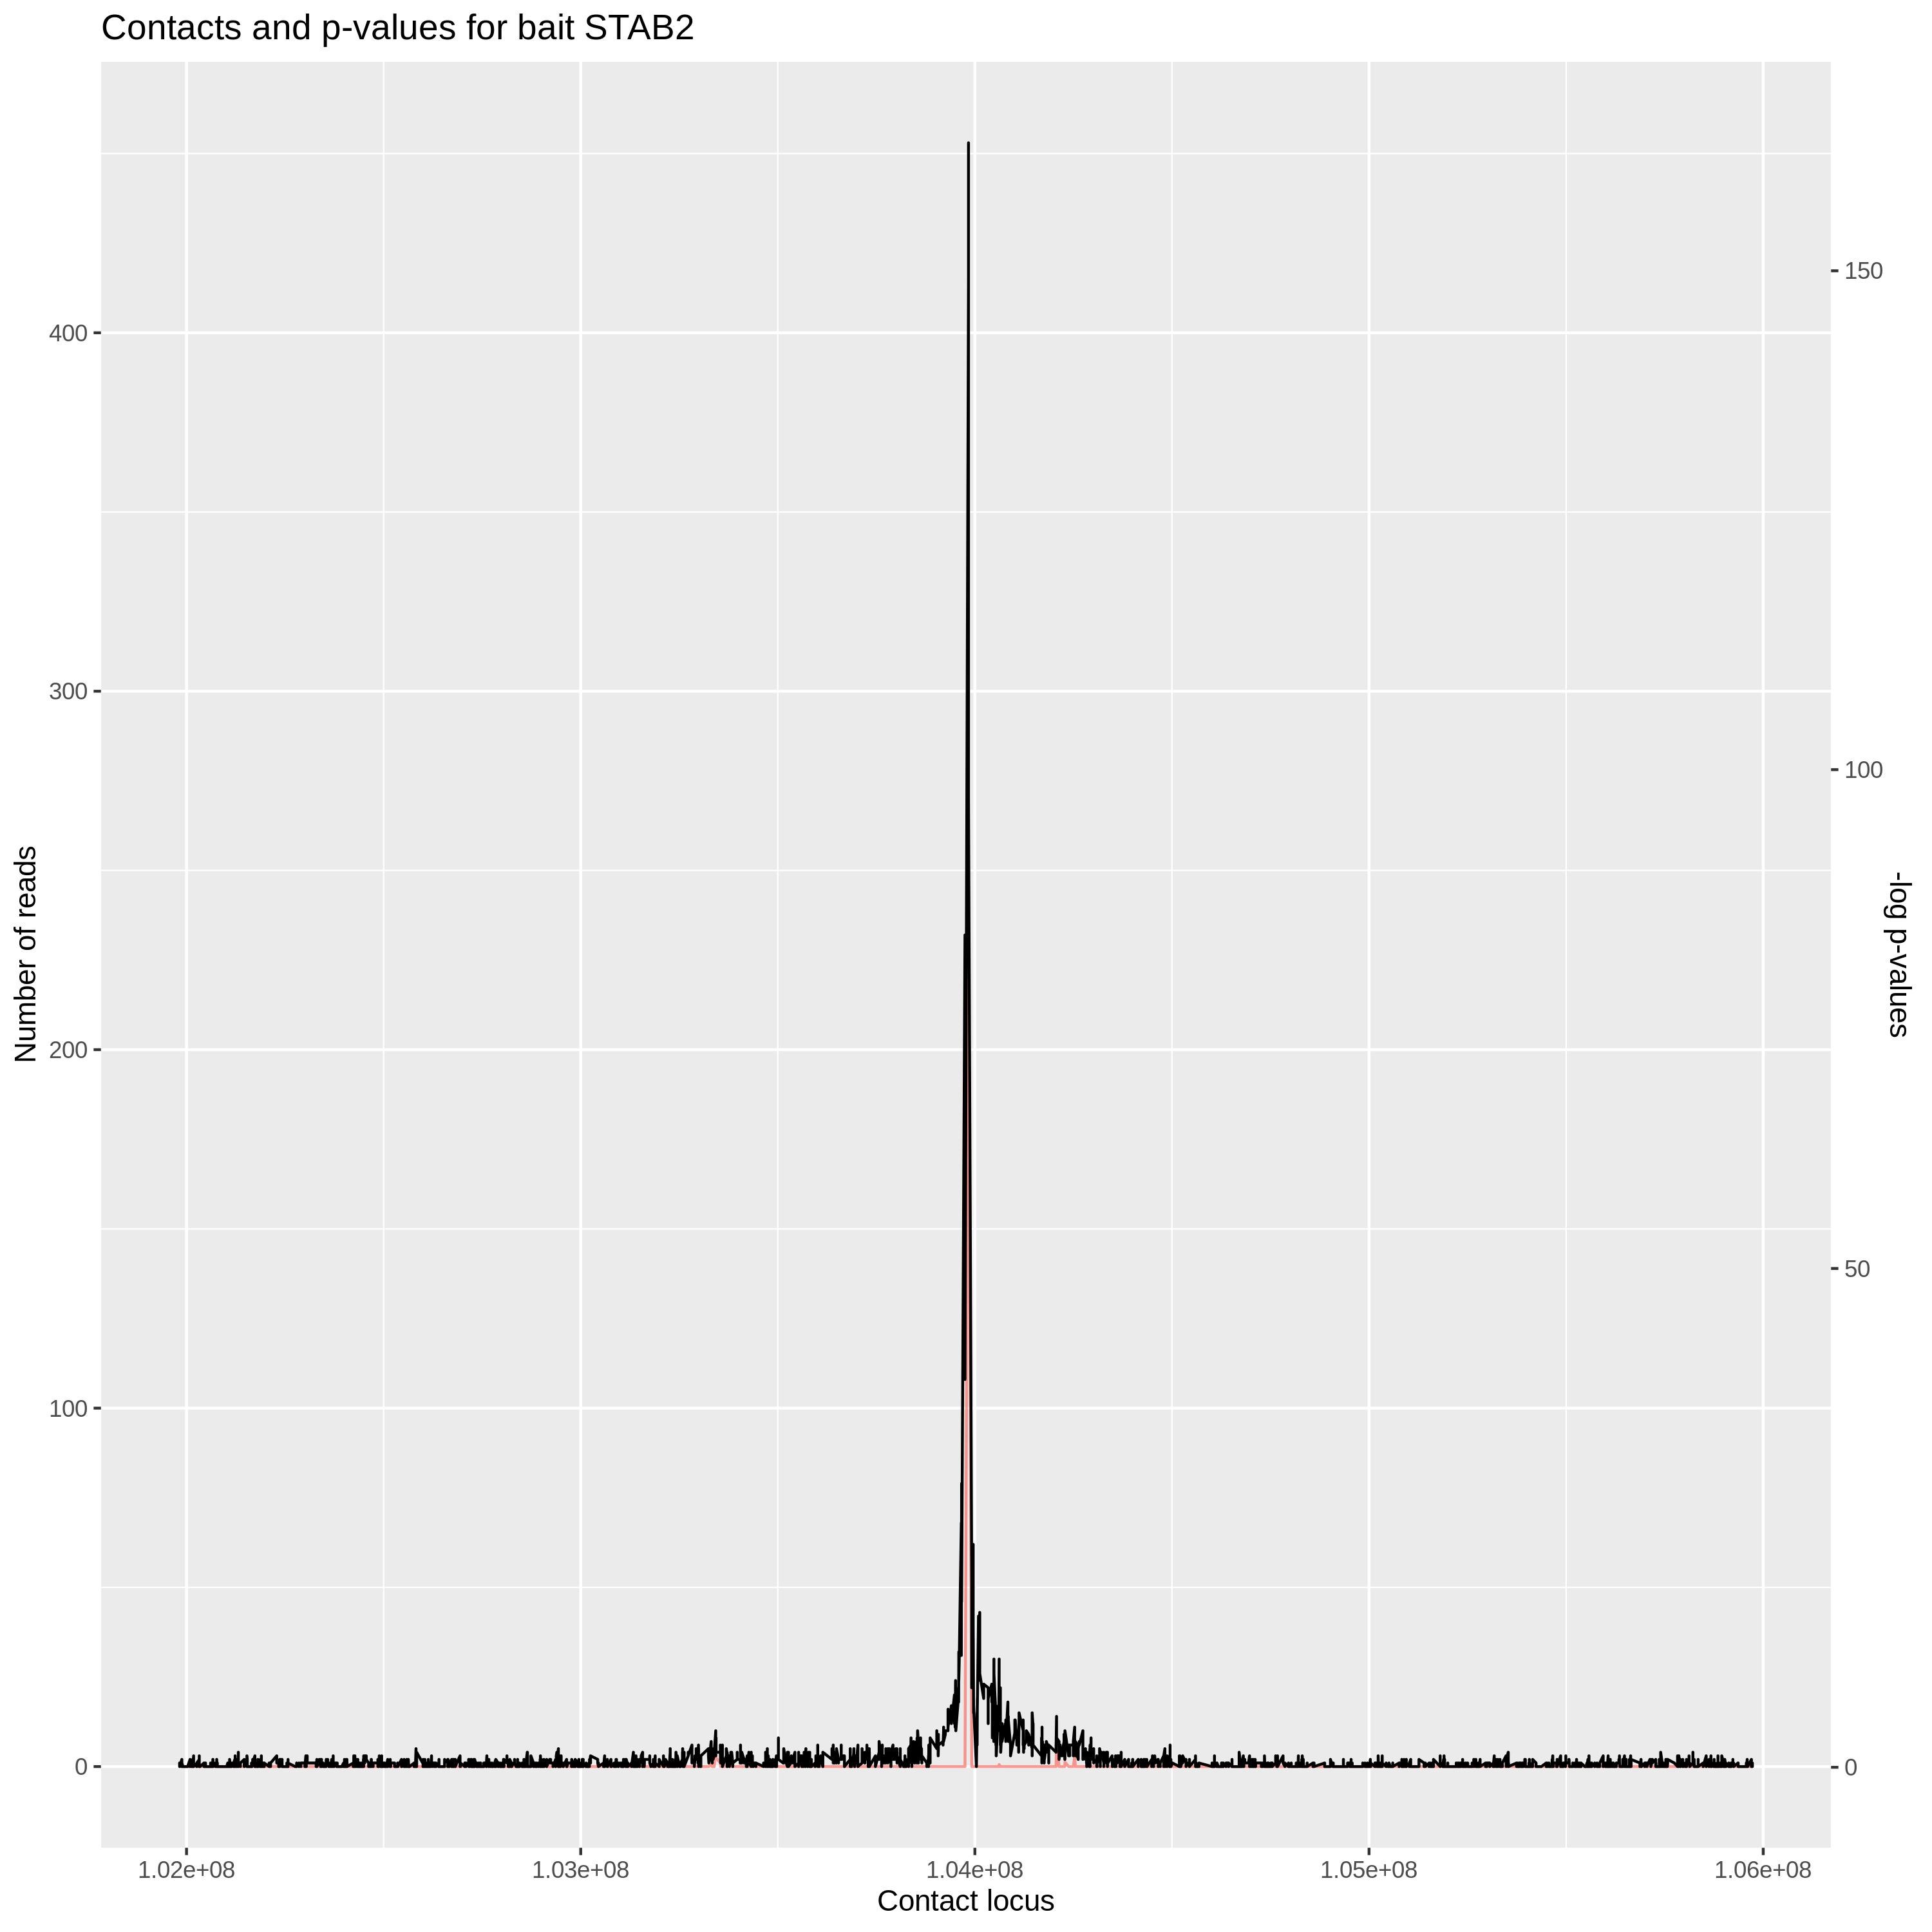 Contacts and p-values for bait STAB2
Number of reads
400
300
200
100
0
150
100
50
0
-log p-values
1.02e+08 1.03e+08 1.04e+08 1.05e+08 1.06e+08
Contact locus